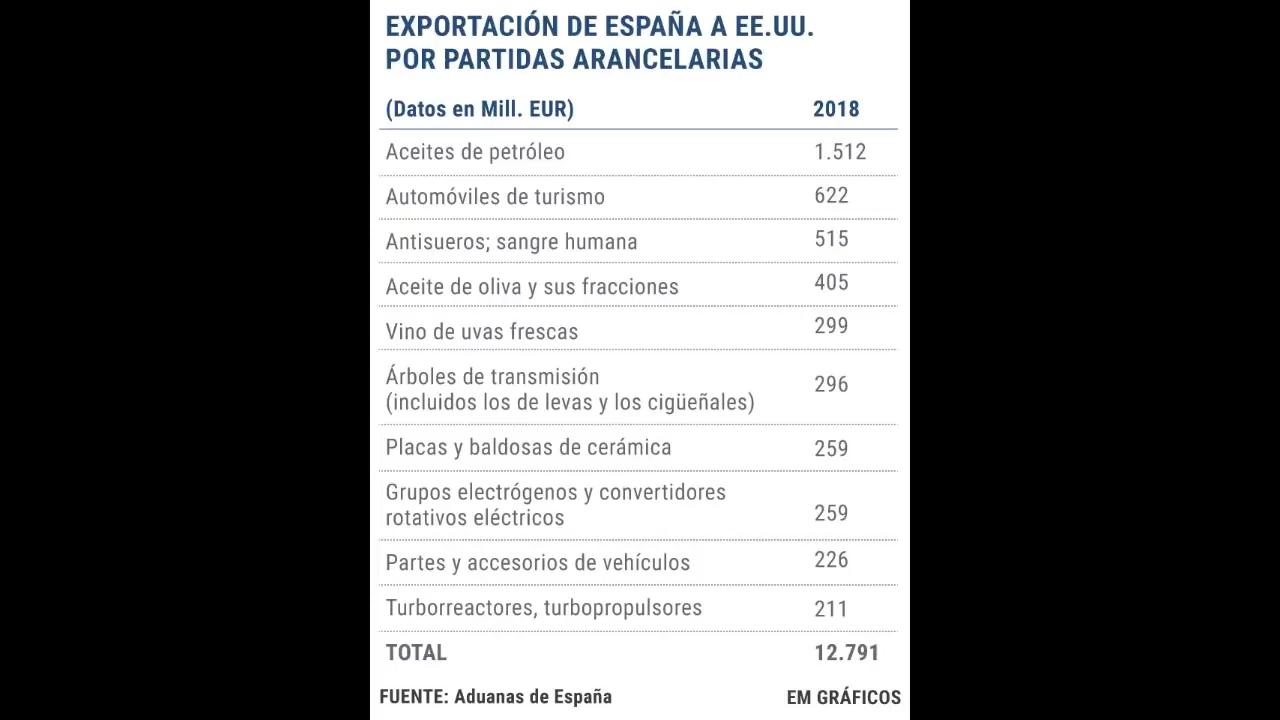 EXPORTACIÓN DE ESPAÑA A EE.UU.
POR PARTIDAS ARANCELARIAS
(Datos en Mill. EUR) 2018
Aceites de petróleo 1.512
Automóviles de turismo 622
Antisueros; sangre humana 515
Aceite de oliva y sus fracciones 405
Vino de uvas frescas 299
Árboles de transmisión
(incluidos los de levas y los cigüeñales) 296
Placas y baldosas de cerámica 259
Grupos electrógenos y convertidores
rotativos eléctricos 259
Partes y accesorios de vehículos 226
Turborreactores, turbopropulsores 211
TOTAL 12.791
FUENTE: Aduanas de España EM GRÁFICOS